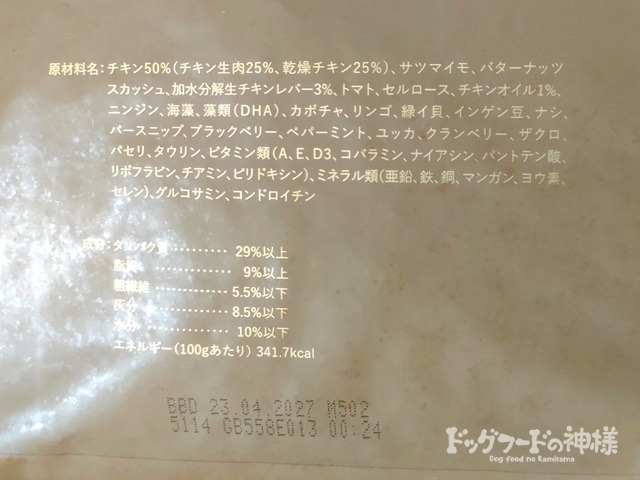 原材料名：チキン50%（チキン生肉25%、乾燥チキン25%）、サツマイモ、バターナッツ
スカッシュ、加水分解生チキンレバー3%、トマト、セルロース、チキンオイル1%、
ニンジン、海藻、藻類（DHA）、カボチャ、リンゴ、緑イ貝、インゲン豆、ナシ、
パースニップ、ブラックベリー、ペパーミント、ユッカ、クランベリー、ザクロ、
パセリ、タウリン、ビタミン類（A、E、D3、コバラミン、ナイアシン、パントテン酸、
リボフラビン、チアミン、ピリドキシン）、ミネラル類（亜鉛、鉄、銅、マンガン、ヨウ素、
セレン）、グルコサミン、コンドロイチン
成分：タンパク質 ………… 29%以上
脂質 ………… 9%以上
粗繊維 ………… 5.5%以下
灰分 ………… 8.5%以下
水分 ………… 10%以下
エネルギー（100gあたり） 341.7kcal
BBD 23.04.2027 M502
5114 GB558E013 00:24
ドッグフードの神様
Dog food no Kamisama